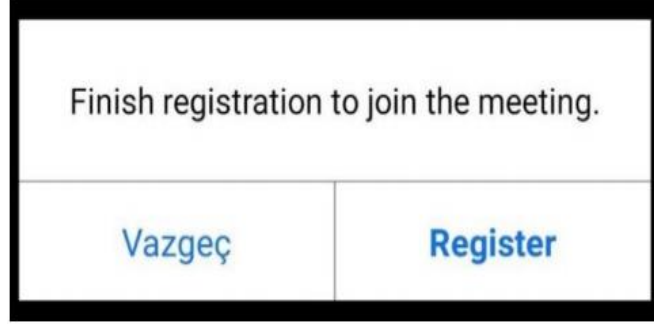 Finish registration to join the meeting.
Vazgeç
Register